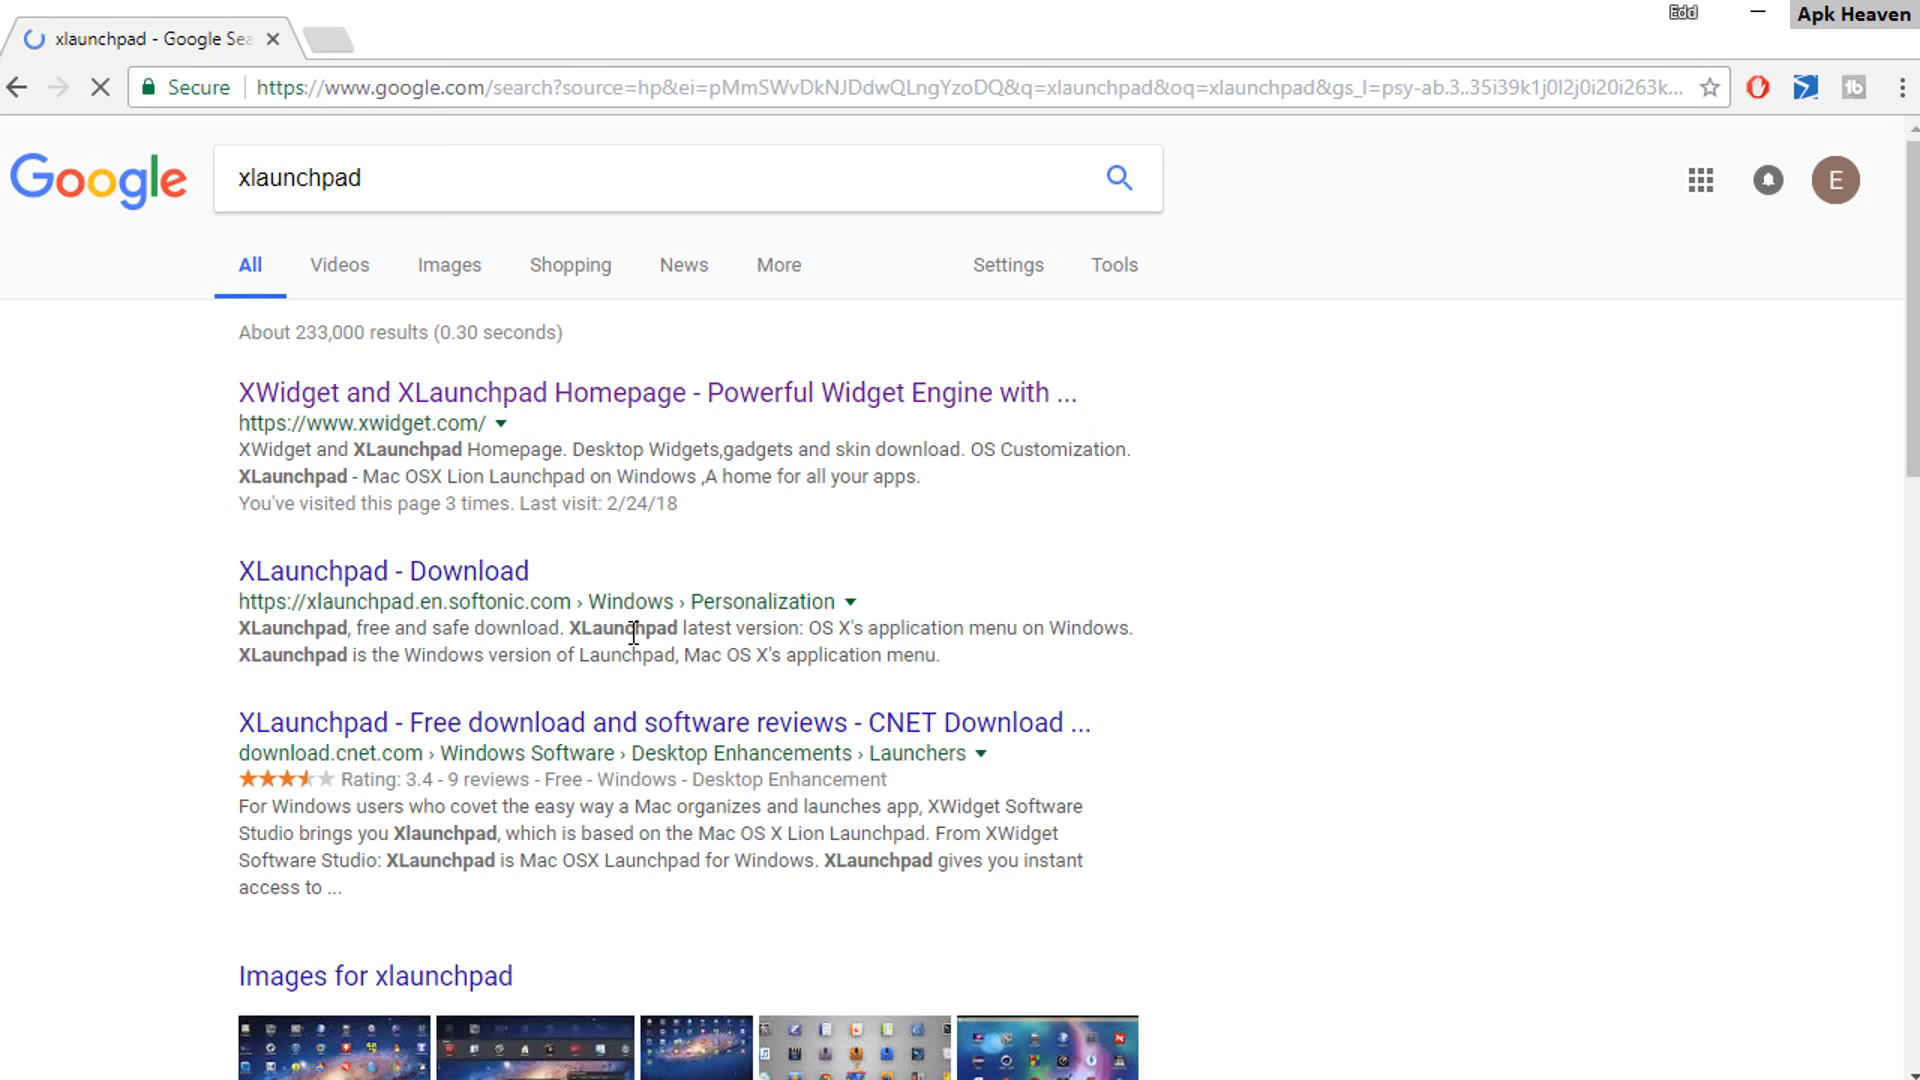 Edd
Apk Heaven
xlaunchpad - Google Sea
Secure
https://www.google.com/search?source=hp&ei=pMmSWvDkNJDdwQLngYzoDQ&q=xlaunchpad&oq=xlaunchpad&gs_l=psy-ab.3..35i39k1j0l2j0i20i263k...
Google
xlaunchpad
E
All Videos Images Shopping News More Settings Tools
About 233,000 results (0.30 seconds)
XWidget and XLaunchpad Homepage - Powerful Widget Engine with ...
https://www.xwidget.com/
XWidget and XLaunchpad Homepage. Desktop Widgets,gadgets and skin download. OS Customization.
XLaunchpad - Mac OSX Lion Launchpad on Windows ,A home for all your apps.
You've visited this page 3 times. Last visit: 2/24/18
XLaunchpad - Download
https://xlaunchpad.en.softonic.com › Windows › Personalization
XLaunchpad, free and safe download. XLaunchpad latest version: OS X's application menu on Windows.
XLaunchpad is the Windows version of Launchpad, Mac OS X's application menu.
XLaunchpad - Free download and software reviews - CNET Download ...
download.cnet.com › Windows Software › Desktop Enhancements › Launchers
Rating: 3.4 - 9 reviews - Free - Windows - Desktop Enhancement
For Windows users who covet the easy way a Mac organizes and launches app, XWidget Software
Studio brings you Xlaunchpad, which is based on the Mac OS X Lion Launchpad. From XWidget
Software Studio: XLaunchpad is Mac OSX Launchpad for Windows. XLaunchpad gives you instant
access to ...
Images for xlaunchpad